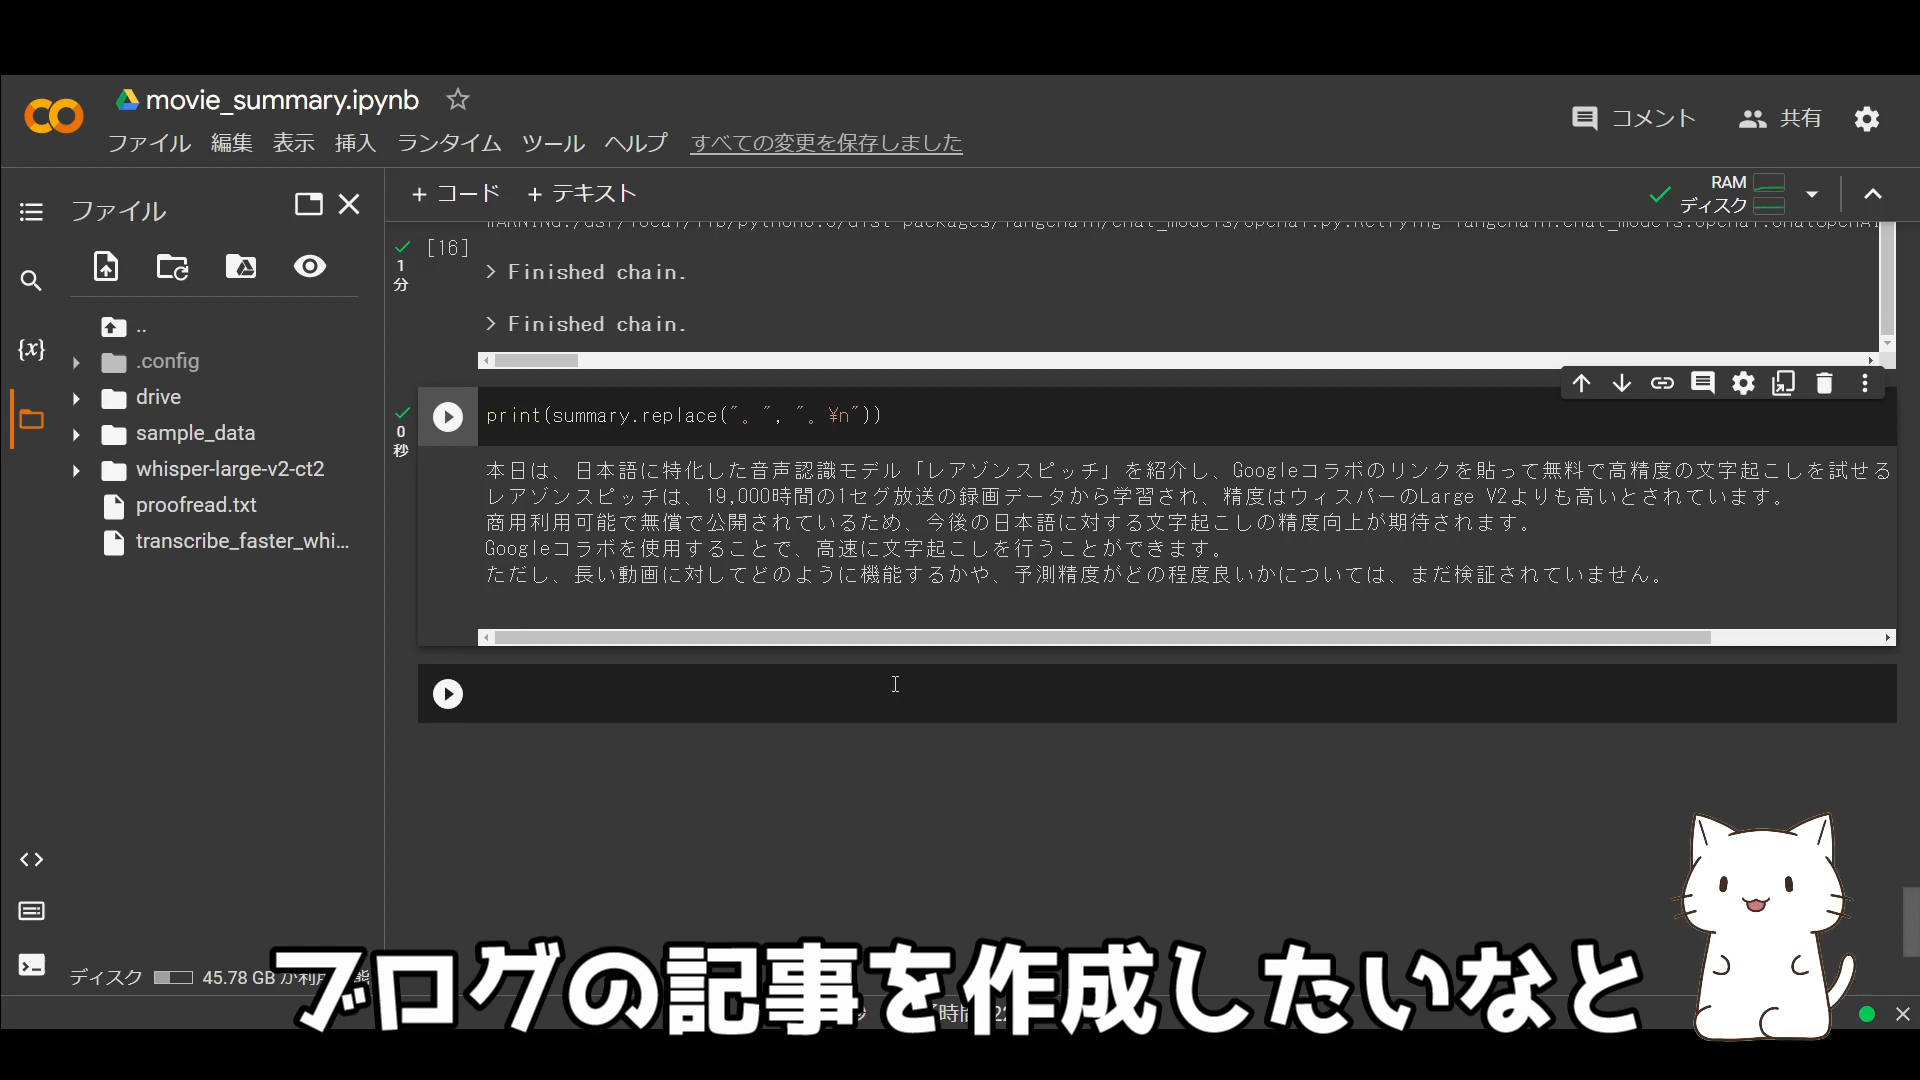 movie_summary.ipynb
ファイル 編集 表示 挿入 ランタイム ツール ヘルプ すべての変更を保存しました
コメント 共有
ファイル
+ コード + テキスト
RAM
ディスク
..
.config
drive
sample_data
whisper-large-v2-ct2
proofread.txt
transcribe_faster_whi...
{x}
[16]
1
分
> Finished chain.
> Finished chain.
0
秒
print(summary.replace("。", "。¥n"))
本日は、日本語に特化した音声認識モデル「レアゾンスピッチ」を紹介し、Googleコラボのリンクを貼って無料で高精度の文字起こしを試せる
レアゾンスピッチは、19,000時間の1セグ放送の録画データから学習され、精度はウィスパーのLarge V2よりも高いとされています。
商用利用可能で無償で公開されているため、今後の日本語に対する文字起こしの精度向上が期待されます。
Googleコラボを使用することで、高速に文字起こしを行うことができます。
ただし、長い動画に対してどのように機能するかや、予測精度がどの程度良いかについては、まだ検証されていません。
ディスク 45.78 GB が利
ブログの記事を作成したいなと